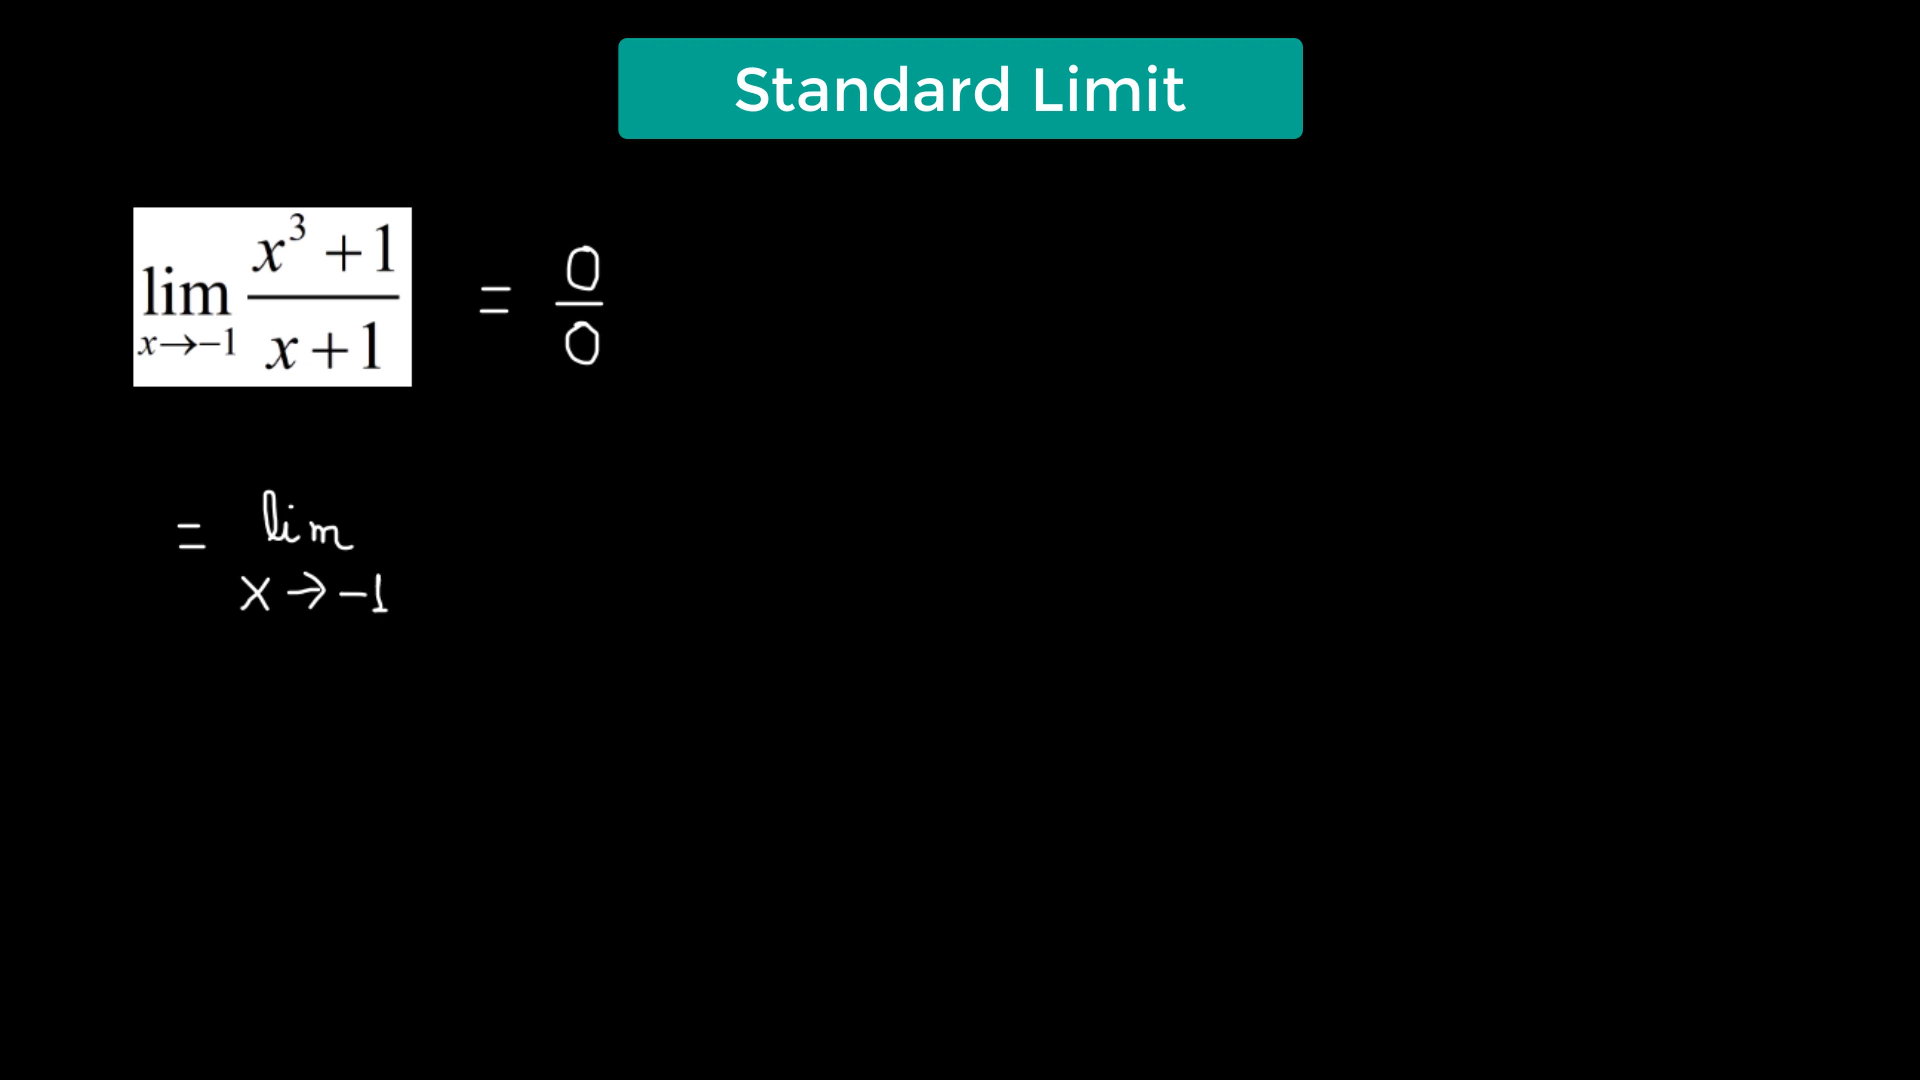 Standard Limit
lim x→−1 x³ + 1 / x + 1 = 0 / 0
= lim x → −1